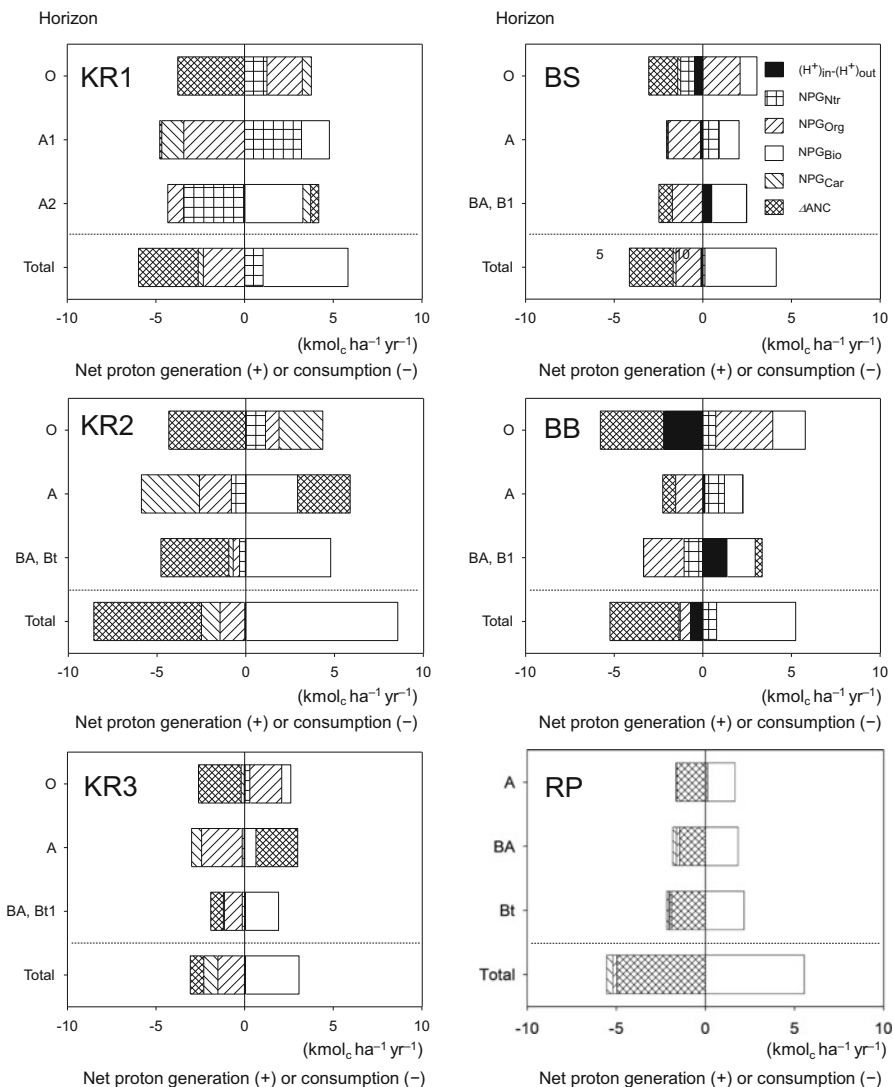 Horizon
KR1
O
A1
A2
Total
-10 -5 0 5 10
(kmolc ha⁻¹ yr⁻¹)
Net proton generation (+) or consumption (−)
Horizon
BS
O
A
BA, B1
Total
5 10
(H⁺)in-(H⁺)out
NPGNtr
NPGOrg
NPGBio
NPGCar
ΔANC
-10 -5 0 5 10
(kmolc ha⁻¹ yr⁻¹)
Net proton generation (+) or consumption (−)
KR2
O
A
BA, Bt
Total
-10 -5 0 5 10
(kmolc ha⁻¹ yr⁻¹)
Net proton generation (+) or consumption (−)
BB
O
A
BA, B1
Total
-10 -5 0 5 10
(kmolc ha⁻¹ yr⁻¹)
Net proton generation (+) or consumption (−)
KR3
O
A
BA, Bt1
Total
-10 -5 0 5 10
(kmolc ha⁻¹ yr⁻¹)
Net proton generation (+) or consumption (−)
RP
A
BA
Bt
Total
-10 -5 0 5 10
(kmolc ha⁻¹ yr⁻¹)
Net proton generation (+) or consumption (−)